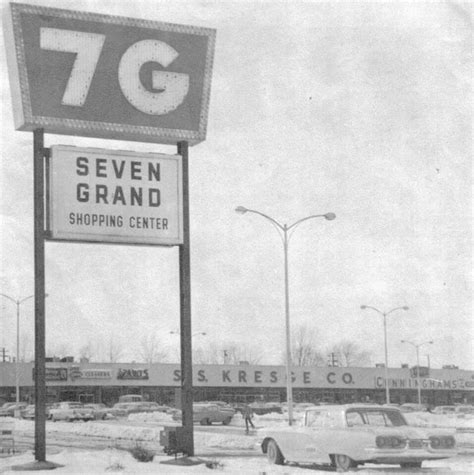 7G
SEVEN
GRAND
SHOPPING CENTER
S. S. KRESGE CO.
CUNNINGHAM'S